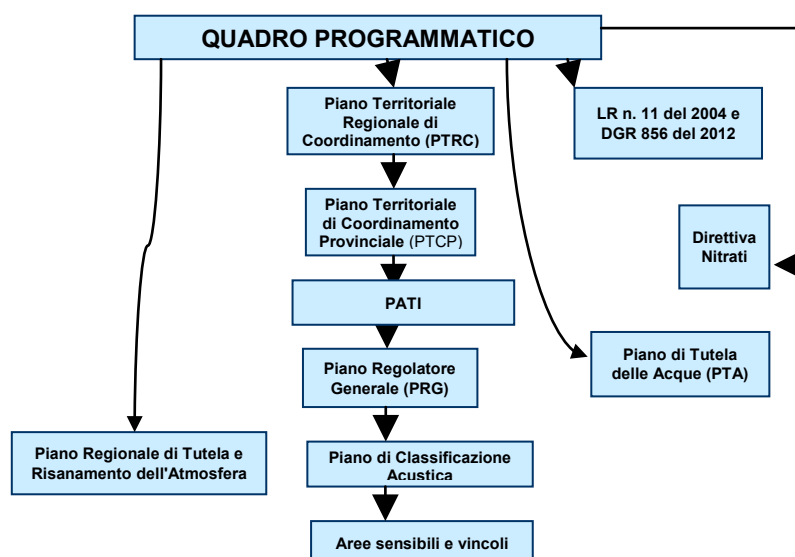 QUADRO PROGRAMMATICO
Piano Territoriale
Regionale di
Coordinamento (PTRC)
LR n. 11 del 2004 e
DGR 856 del 2012
Piano Territoriale
di Coordinamento
Provinciale (PTCP)
Direttiva
Nitrati
PATI
Piano Regolatore
Generale (PRG)
Piano di Tutela
delle Acque (PTA)
Piano Regionale di Tutela e
Risanamento dell'Atmosfera
Piano di Classificazione
Acustica
Aree sensibili e vincoli